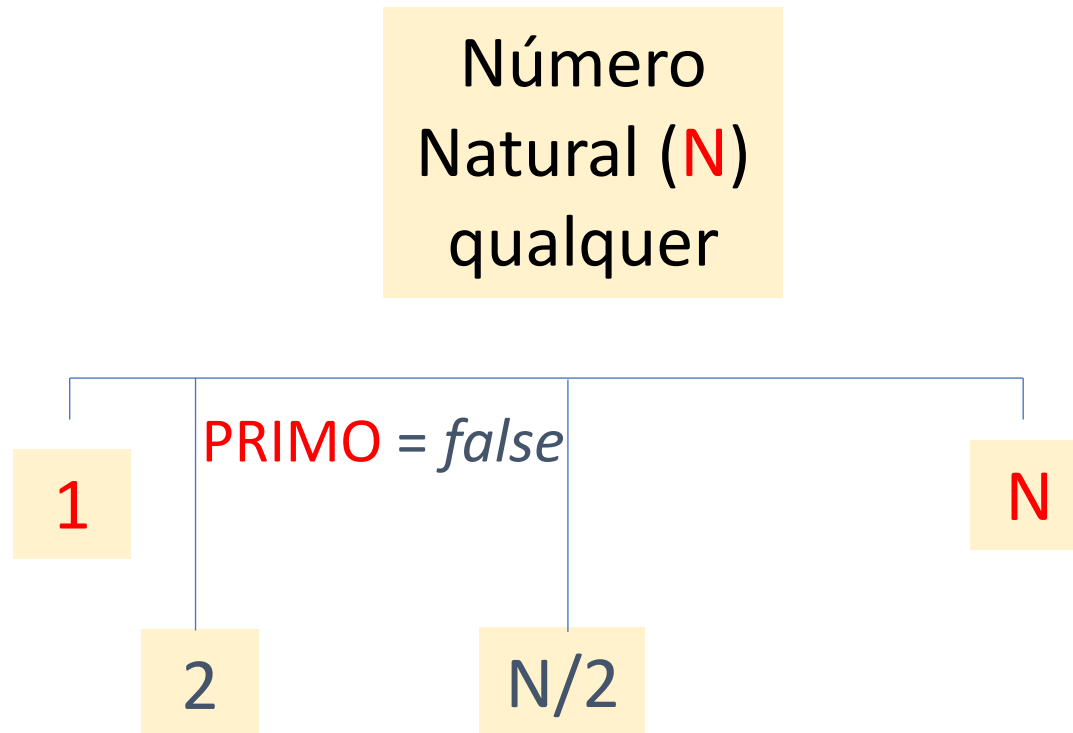 Número
Natural (N)
qualquer
PRIMO = false
1
N
2
N/2